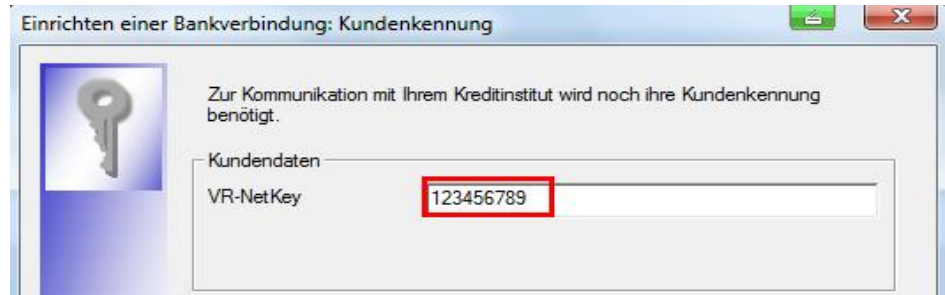 Einrichten einer Bankverbindung: Kundenkennung
Zur Kommunikation mit Ihrem Kreditinstitut wird noch ihre Kundenkennung
benötigt.
Kundendaten
VR-NetKey 123456789